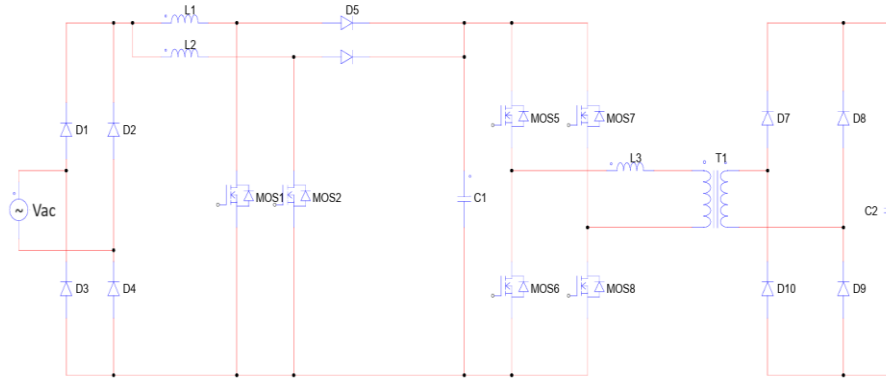 L1
D5
L2
D1
D2
MOS5
MOS7
D7
D8
L3
T1
Vac
MOS1
MOS2
C1
C2
D3
D4
MOS6
MOS8
D10
D9